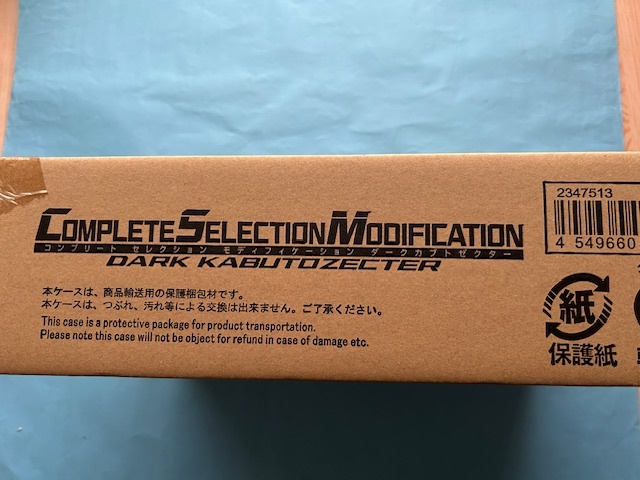 COMPLETE SELECTION MODIFICATION
コンプリート セレクション モディフィケーション ダークカブトゼクター
DARK KABUTOZECTER
本ケースは、商品輸送用の保護梱包材です。
本ケースは、つぶれ、汚れ等による交換は出来ません。ご了承ください。
This case is a protective package for product transportation.
Please note this case will not be object for refund in case of damage etc.
2347513
4 549660
紙
保護紙